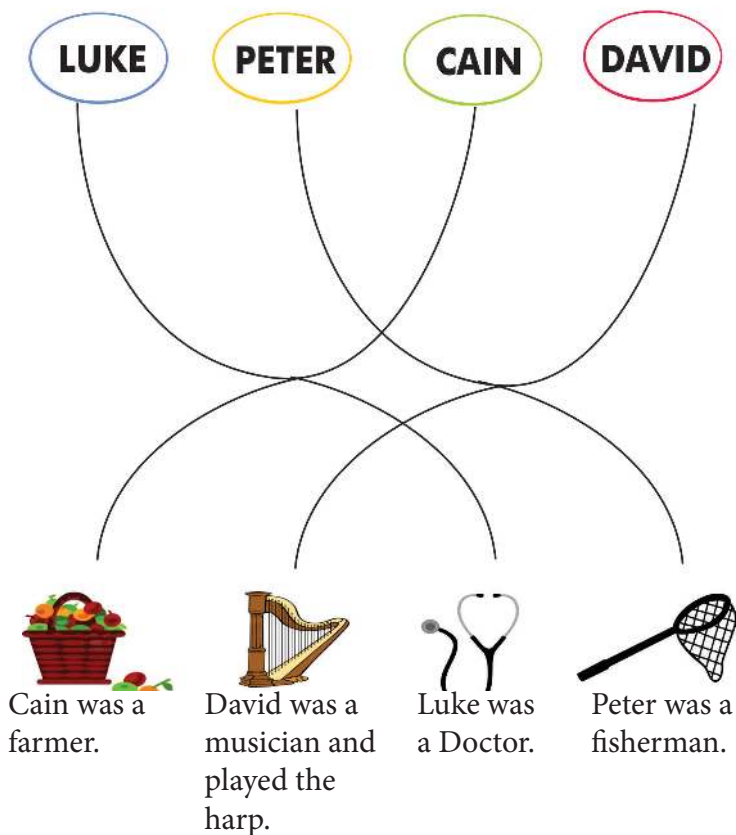 LUKE
PETER
CAIN
DAVID
Cain was a
farmer.
David was a
musician and
played the
harp.
Luke was
a Doctor.
Peter was a
fisherman.